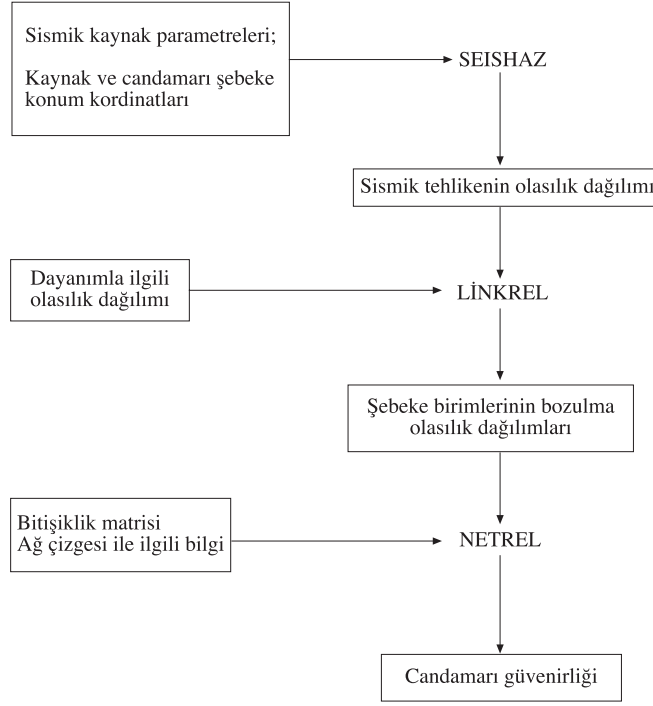 Sismik kaynak parametreleri;
Kaynak ve candamarı şebeke
konum kordinatları
SEISHAZ
Sismik tehlikenin olasılık dağılımı
Dayanımla ilgili
olasılık dağılımı
LİNKREL
Şebeke birimlerinin bozulma
olasılık dağılımları
Bitişiklik matrisi
Ağ çizgesi ile ilgili bilgi
NETREL
Candamarı güvenirliği